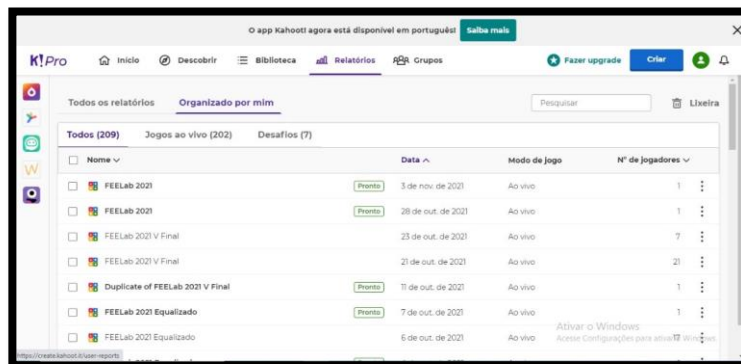 O app Kahoot! agora está disponível em português! Saiba mais
K! Pro Início Descobrir Biblioteca Relatórios Grupos Fazer upgrade Criar
Todos os relatórios Organizado por mim Pesquisar Lixeira
Todos (209) Jogos ao vivo (202) Desafios (7)
Nome Data Modo de jogo Nº de jogadores
FEELab 2021 Pronto 3 de nov. de 2021 Ao vivo 1
FEELab 2021 Pronto 28 de out. de 2021 Ao vivo 1
FEELab 2021 V Final 23 de out. de 2021 Ao vivo 7
FEELab 2021 V Final 21 de out. de 2021 Ao vivo 21
Duplicate of FEELab 2021 V Final Pronto 11 de out. de 2021 Ao vivo 1
FEELab 2021 Equalizado Pronto 7 de out. de 2021 Ao vivo 1
Ativar o Windows
FEELab 2021 Equalizado 6 de out. de 2021 Ao vivo
Acesse Configurações para ativar o Windows.
https://create.kahoot.it/user-reports